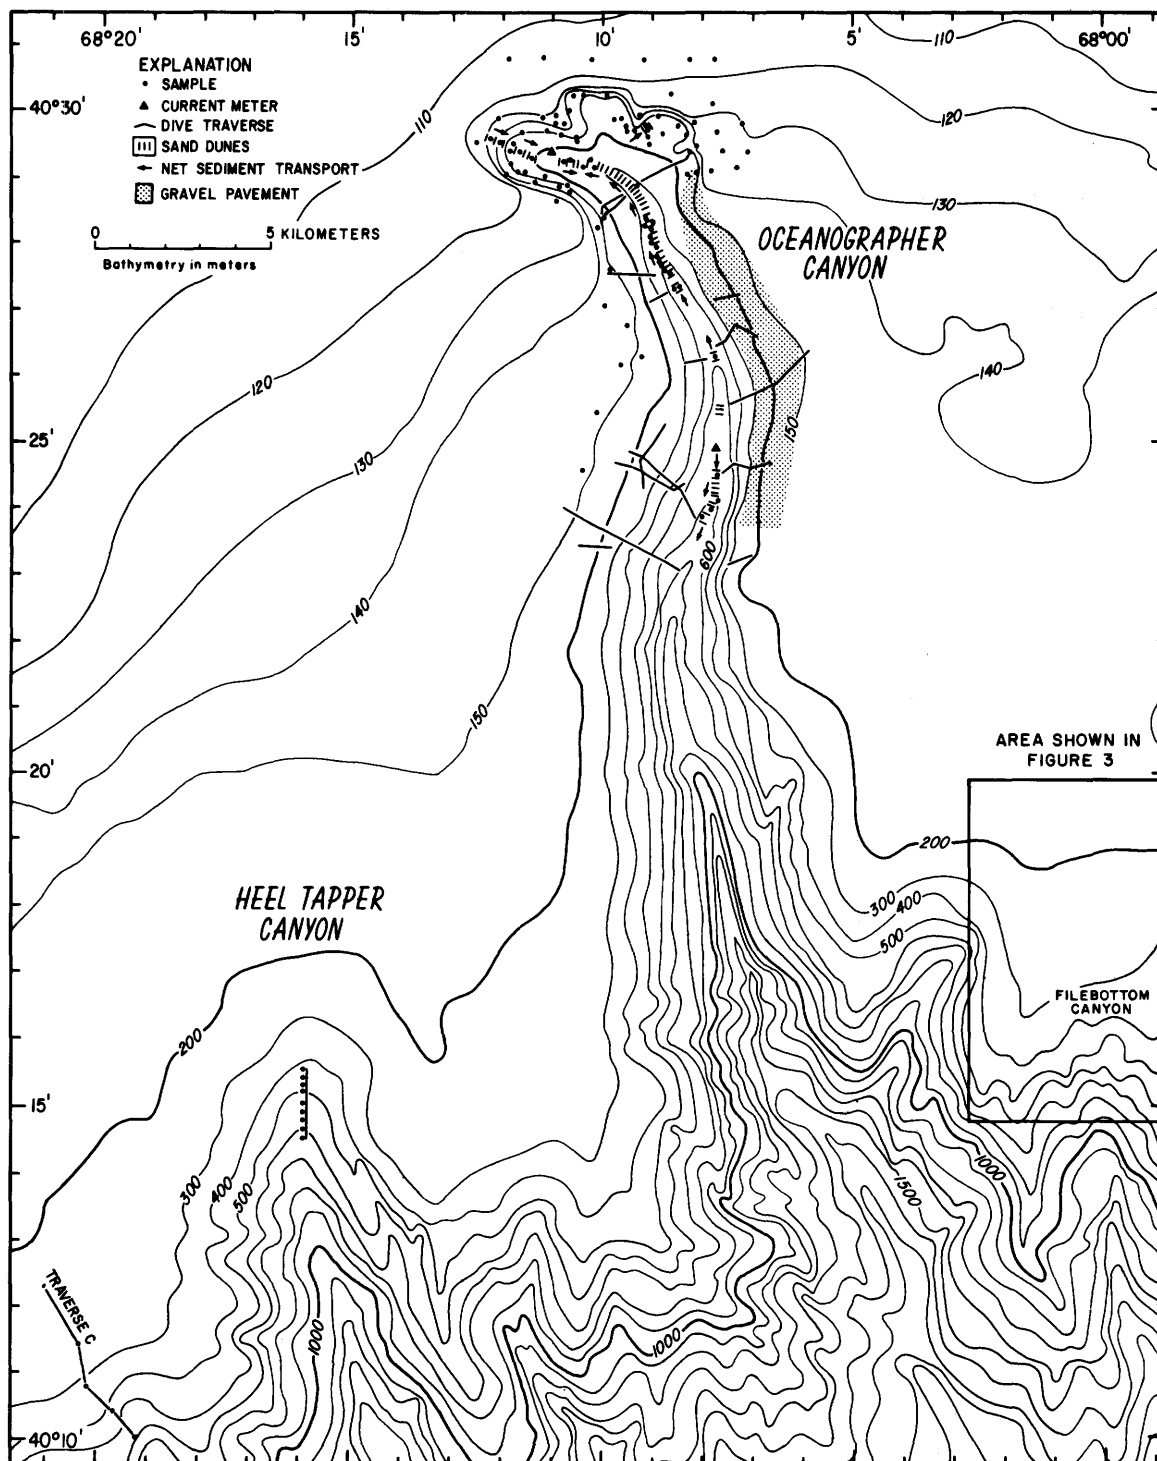 68°20'
15'
10'
5'
68°00'
EXPLANATION
SAMPLE
CURRENT METER
DIVE TRAVERSE
SAND DUNES
NET SEDIMENT TRANSPORT
GRAVEL PAVEMENT
0
5 KILOMETERS
Bathymetry in meters
40°30'
110
110
120
130
OCEANOGRAPHER
CANYON
140
120
25'
150
130
600
140
150
20'
AREA SHOWN IN
FIGURE 3
200
HEEL TAPPER
CANYON
300
400
500
FILEBOTTOM
CANYON
200
15'
300
400
500
1000
1500
TRAVERSE C
1000
1000
40°10'